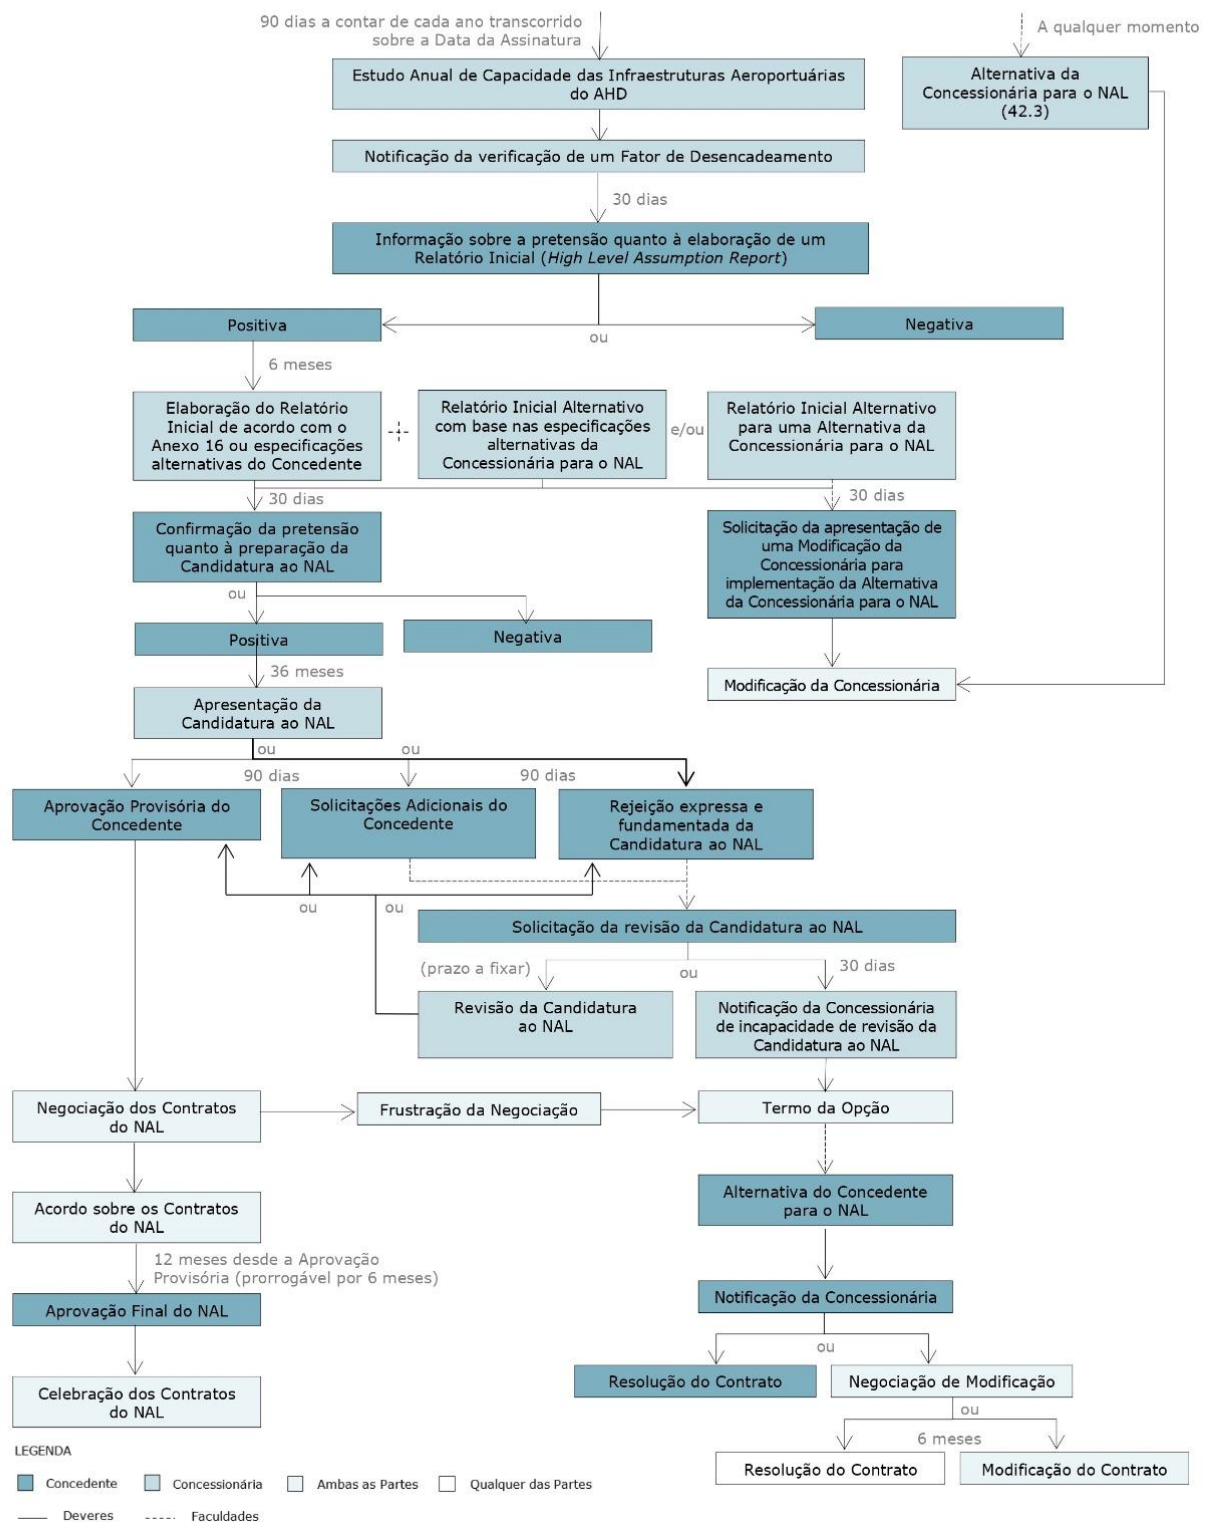 90 dias a contar de cada ano transcorrido
sobre a Data da Assinatura
A qualquer momento
Estudo Anual de Capacidade das Infraestruturas Aeroportuárias
do AHD
Alternativa da
Concessionária para o NAL
(42.3)
Notificação da verificação de um Fator de Desencadeamento
30 dias
Informação sobre a pretensão quanto à elaboração de um
Relatório Inicial (High Level Assumption Report)
Positiva
ou
Negativa
6 meses
Elaboração do Relatório
Inicial de acordo com o
Anexo 16 ou especificações
alternativas do Concedente
Relatório Inicial Alternativo
com base nas especificações
alternativas da
Concessionária para o NAL
e/ou
Relatório Inicial Alternativo
para uma Alternativa da
Concessionária para o NAL
30 dias
30 dias
Confirmação da pretensão
quanto à preparação da
Candidatura ao NAL
Solicitação da apresentação de
uma Modificação da
Concessionária para
implementação da Alternativa
da Concessionária para o NAL
ou
Positiva
Negativa
36 meses
Modificação da Concessionária
Apresentação da
Candidatura ao NAL
ou
ou
90 dias
90 dias
Aprovação Provisória do
Concedente
Solicitações Adicionais do
Concedente
Rejeição expressa e
fundamentada da
Candidatura ao NAL
ou
ou
Solicitação da revisão da Candidatura ao NAL
(prazo a fixar)
ou
30 dias
Revisão da Candidatura
ao NAL
Notificação da Concessionária
de incapacidade de revisão da
Candidatura ao NAL
Negociação dos Contratos
do NAL
Frustração da Negociação
Termo da Opção
Acordo sobre os Contratos
do NAL
Alternativa do Concedente
para o NAL
12 meses desde a Aprovação
Provisória (prorrogável por 6 meses)
Aprovação Final do NAL
Notificação da Concessionária
ou
Celebração dos Contratos
do NAL
Resolução do Contrato
Negociação de Modificação
ou
6 meses
Resolução do Contrato
Modificação do Contrato
LEGENDA
Concedente
Concessionária
Ambas as Partes
Qualquer das Partes
Deveres
Faculdades